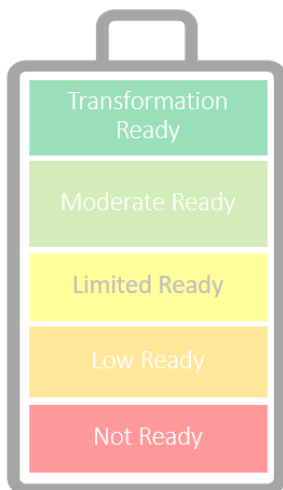 Transformation
Ready
Moderate Ready
Limited Ready
Low Ready
Not Ready